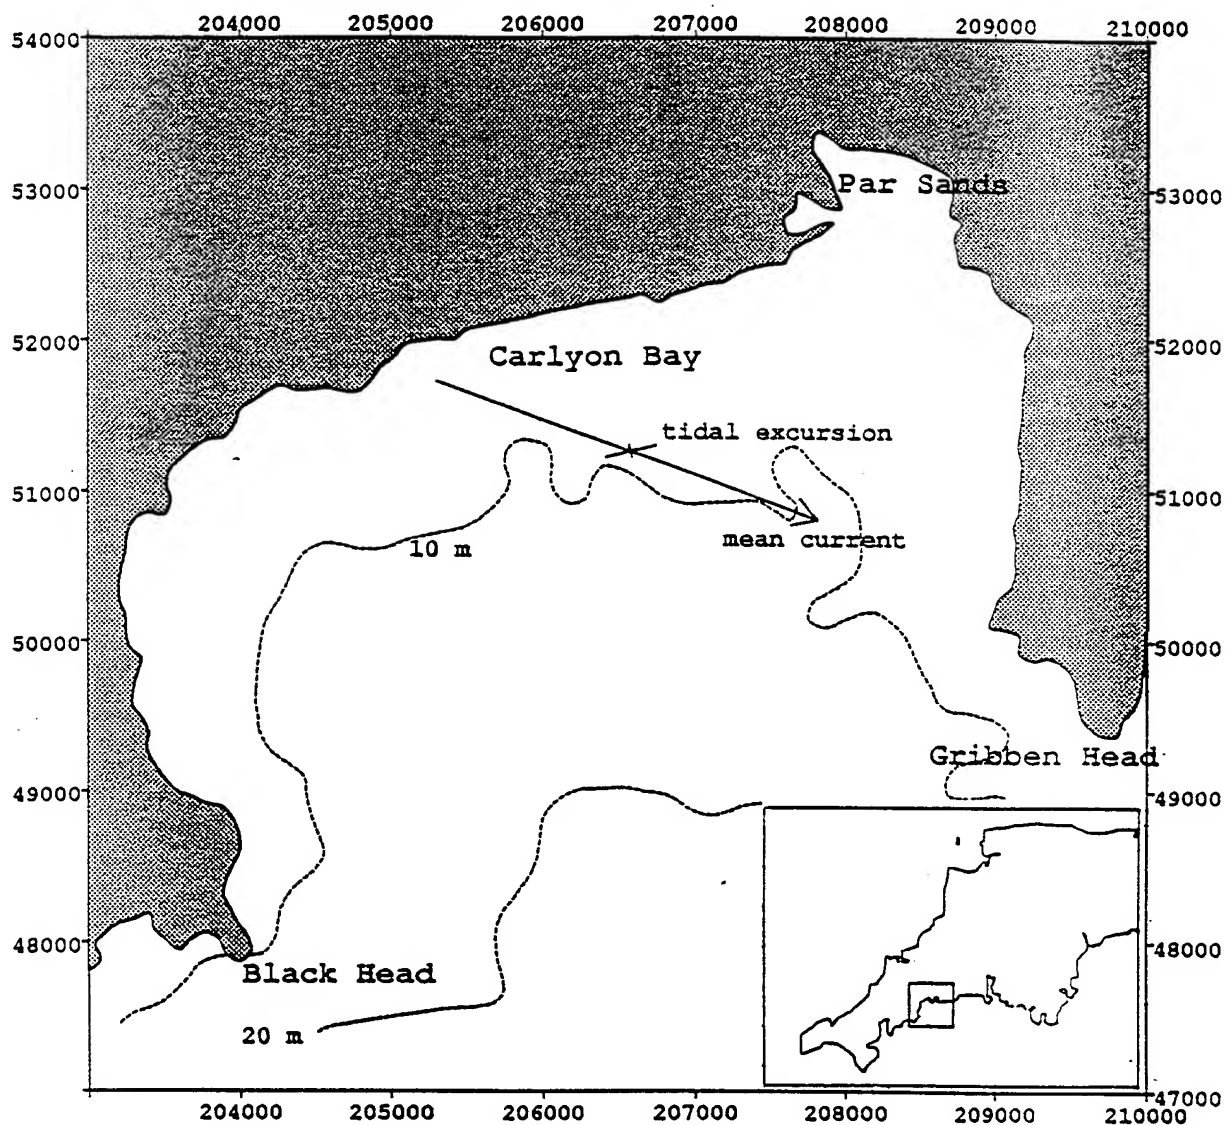 204000 205000 206000 207000 208000 209000 210000
54000
53000 Par Sands 53000
52000 Carlyon Bay 52000
tidal excursion
51000 51000
mean current
10 m
50000 50000
Gribben Head
49000 49000
48000 48000
Black Head
20 m
47000
204000 205000 206000 207000 208000 209000 210000